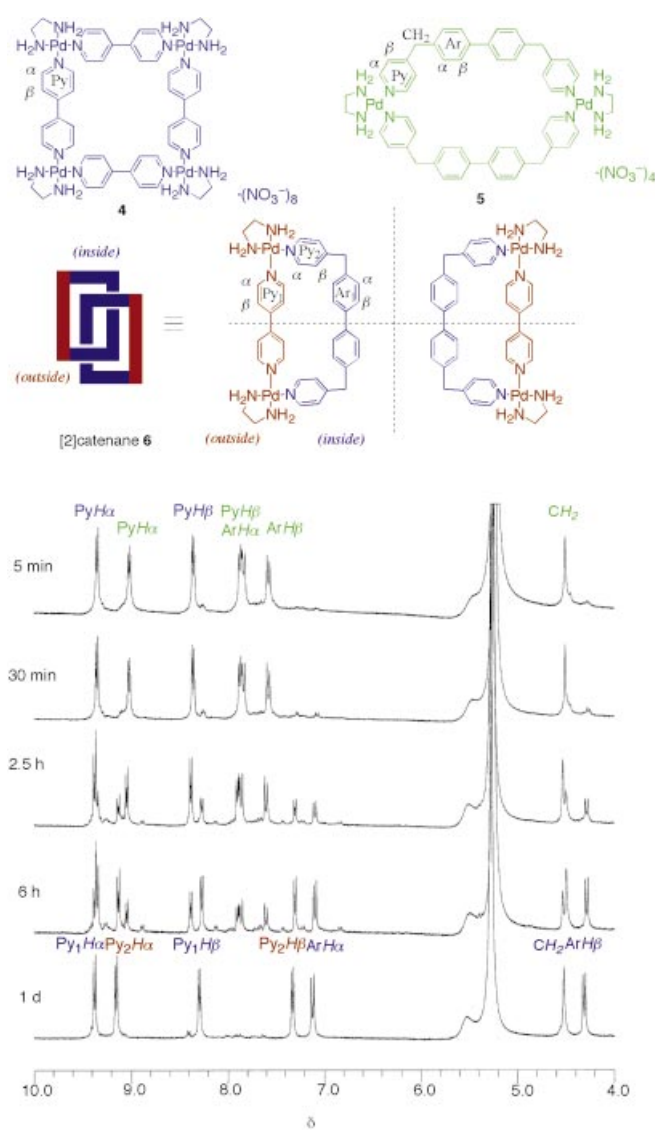 NH₂ H₂N
NH₂ H₂N
Pd N N Pd
N N
α
β
Py
N N
Pd N N Pd
NH₂ H₂N
NH₂ H₂N
4
·(NO₃⁻)₈
CH₂
Ar
α β
β
α
Py
H₂
N
Pd
N
H₂
N
N
N
N
H₂
N
Pd
N
H₂
·(NO₃⁻)₄
5
(inside)
(outside)
[2]catenane 6
H₂N Pd N Py₂
NH₂
α β
N
α
β
Py₁
Ar₁
α
β
N
H₂N Pd N
NH₂
(outside) (inside)
N Pd NH₂
H₂N
N
N
N Pd NH₂
H₂N
PyHα PyHα PyHβ PyHβ ArHβ CH₂
ArHα
5 min
30 min
2.5 h
6 h
Py₁Hα Py₂Hα Py₁Hβ Py₂Hβ ArHα CH₂ ArHβ
1 d
10.0 9.0 8.0 7.0 6.0 5.0 4.0
δ